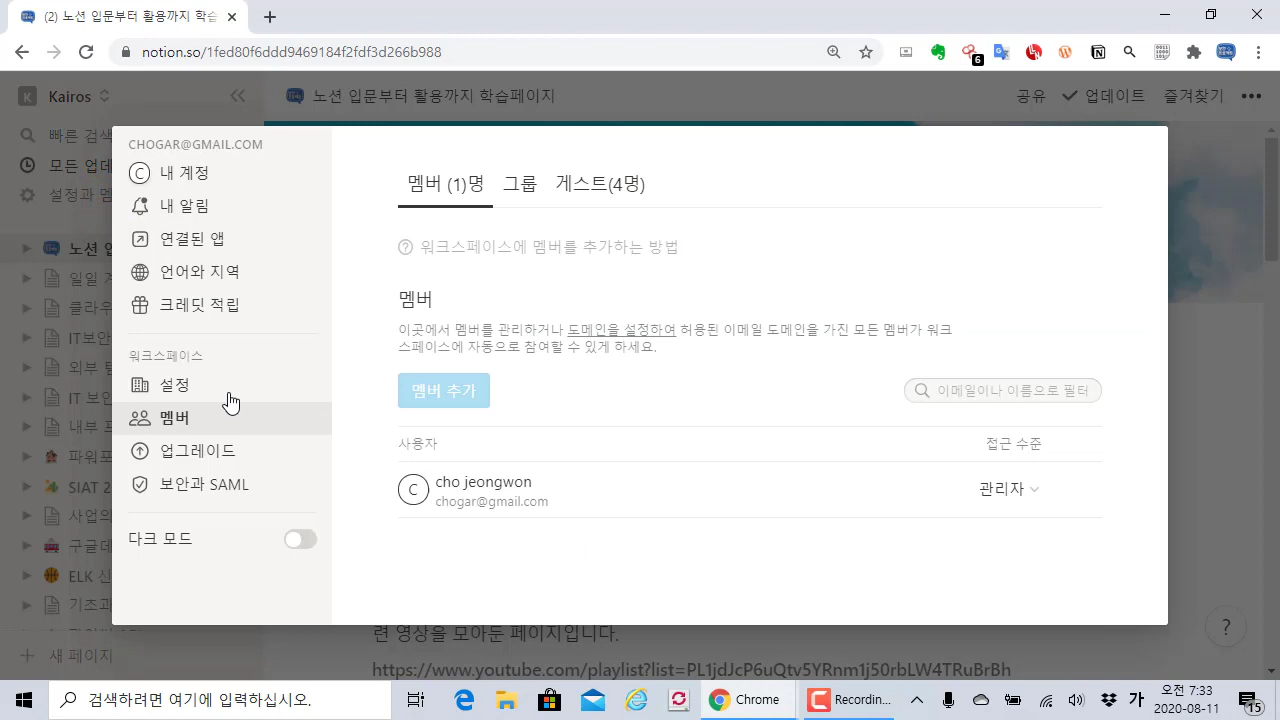 (2) 노션 입문부터 활용까지 학습
notion.so/1fed80f6ddd9469184f2fdf3d266b988
6
K Kairos
노션 입문부터 활용까지 학습페이지
공유 업데이트 즐겨찾기
빠른 검색
모든 업데
설정과 멤
노션 입
일일 계
클라우
IT보안
외부 팀
IT 보안
내부 프
파워포
SIAT 2
사업의
구글데
ELK 신
기초과
새 페이지
CHOGAR@GMAIL.COM
C 내 계정
내 알림
연결된 앱
언어와 지역
크레딧 적립
워크스페이스
설정
멤버
업그레이드
보안과 SAML
다크 모드
멤버 (1)명 그룹 게스트(4명)
워크스페이스에 멤버를 추가하는 방법
멤버
이곳에서 멤버를 관리하거나 도메인을 설정하여 허용된 이메일 도메인을 가진 모든 멤버가 워크
스페이스에 자동으로 참여할 수 있게 하세요.
멤버 추가
이메일이나 이름으로 필터
사용자 접근 수준
C cho jeongwon
chogar@gmail.com
관리자
련 영상을 모아둔 페이지입니다.
https://www.youtube.com/playlist?list=PL1jdJcP6uQtv5YRnm1j50rbLW4TRuBrBh
?
검색하려면 여기에 입력하십시오.
Chrome
Recordin...
가
오전 7:33
2020-08-11
15